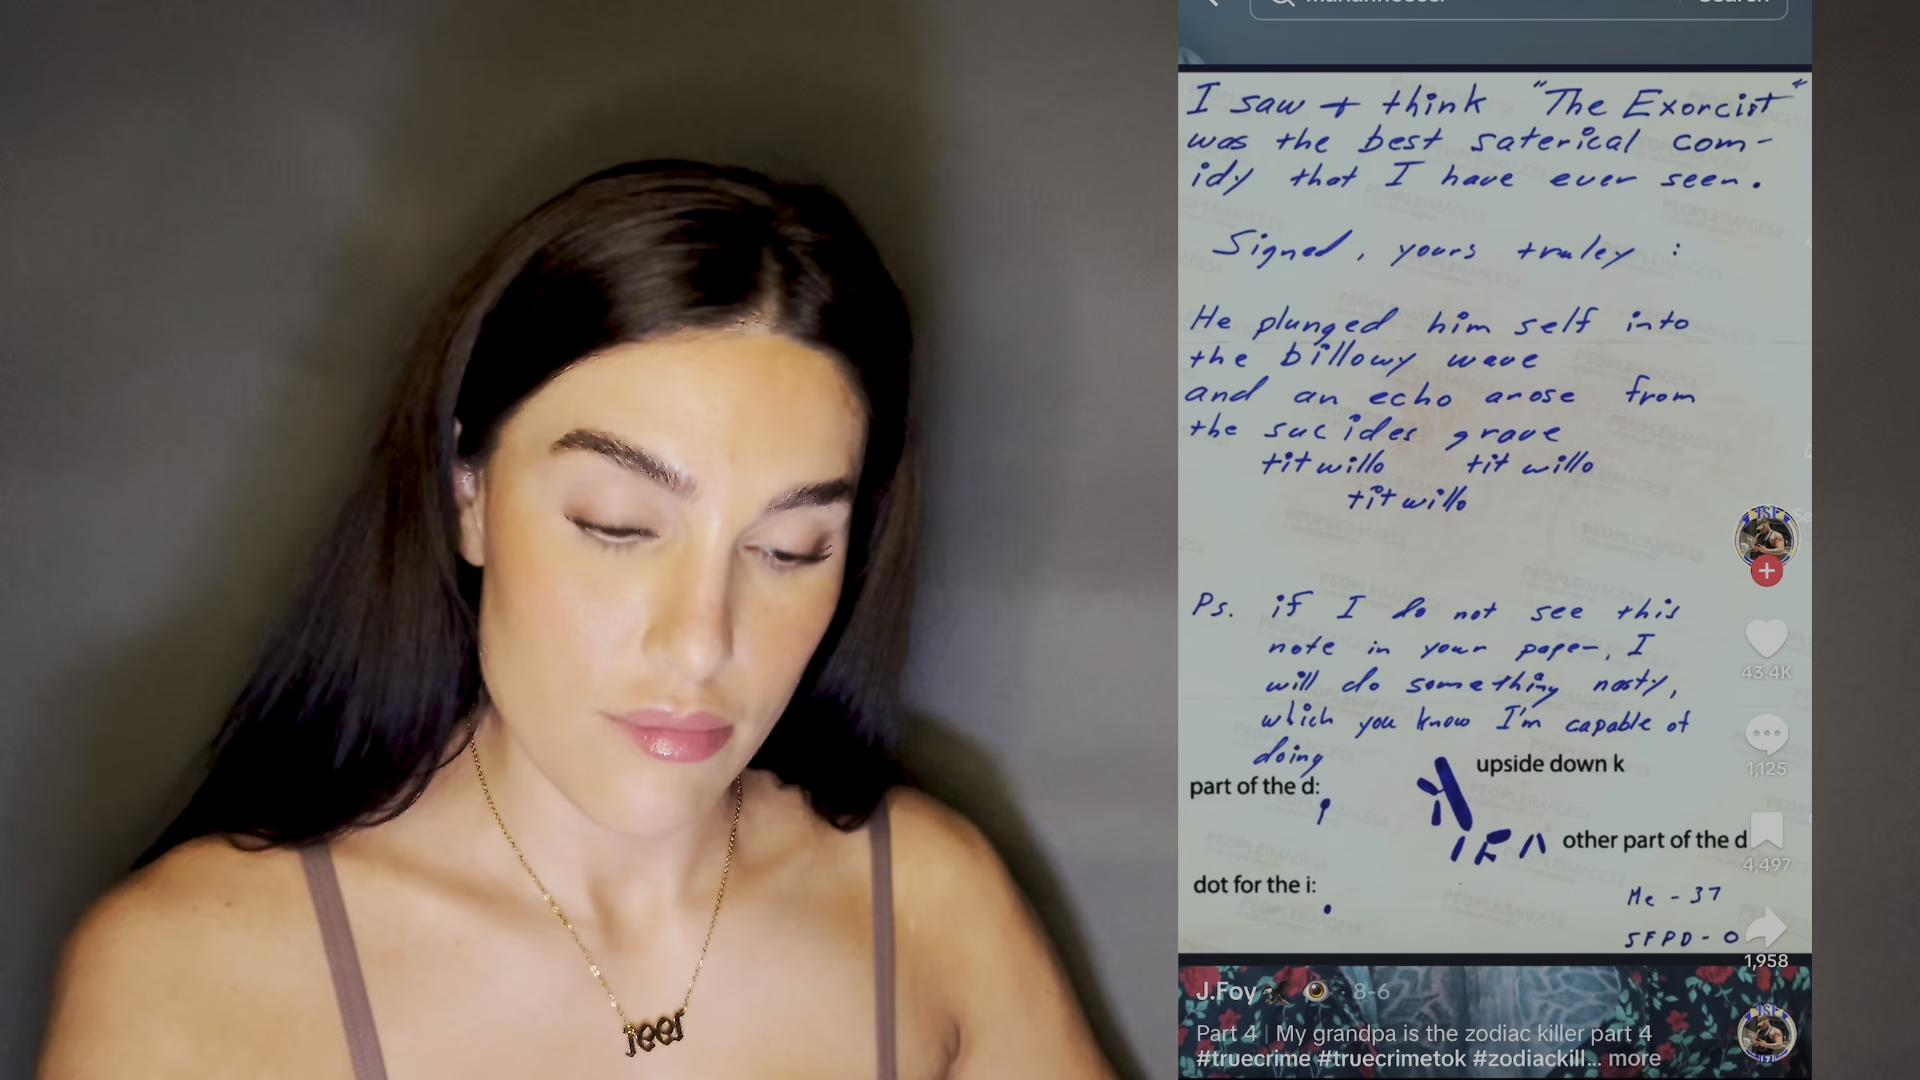 Search
I saw + think "The Exorcist"
was the best saterical com-
idy that I have ever seen.
Signed, yours truley :
He plunged him self into
the billowy wave
and an echo arose from
the sucides grave
titwillo tit willo
titwillo
Ps. if I do not see this
note in your paper, I
will do something nasty,
which you know I'm capable of
doing
upside down k
part of the d:
other part of the d
dot for the i:
Me - 37
SFPD - 0
43.4K
1,125
4,497
1,958
J.Foy · 8-6
Part 4 | My grandpa is the zodiac killer part 4
#truecrime #truecrimetok #zodiackill... more